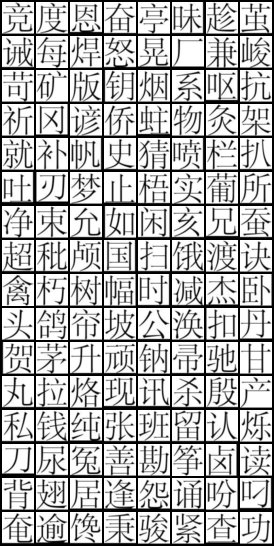 竞度恩奋亭昧趁茧
诫每焊怒晃厂兼峻
苛矿版钥烟系呕抗
祈冈谚侨蛀物灸架
就补帆史猜喷栏扒
叶刃梦止梧实葡所
净束允如闲亥兄蚕
超秕颅国扫饿渡诀
禽朽树幅时减杰卧
头鸽帘坡公涣扣丹
贺茅升顽钠帚驰甘
丸拉烙现讯杀殷产
私钱纯张班留认烁
刀尿冤善勘筝卤读
背翅居逢怨诵吩叼
奄逾馋秉骏紧查功